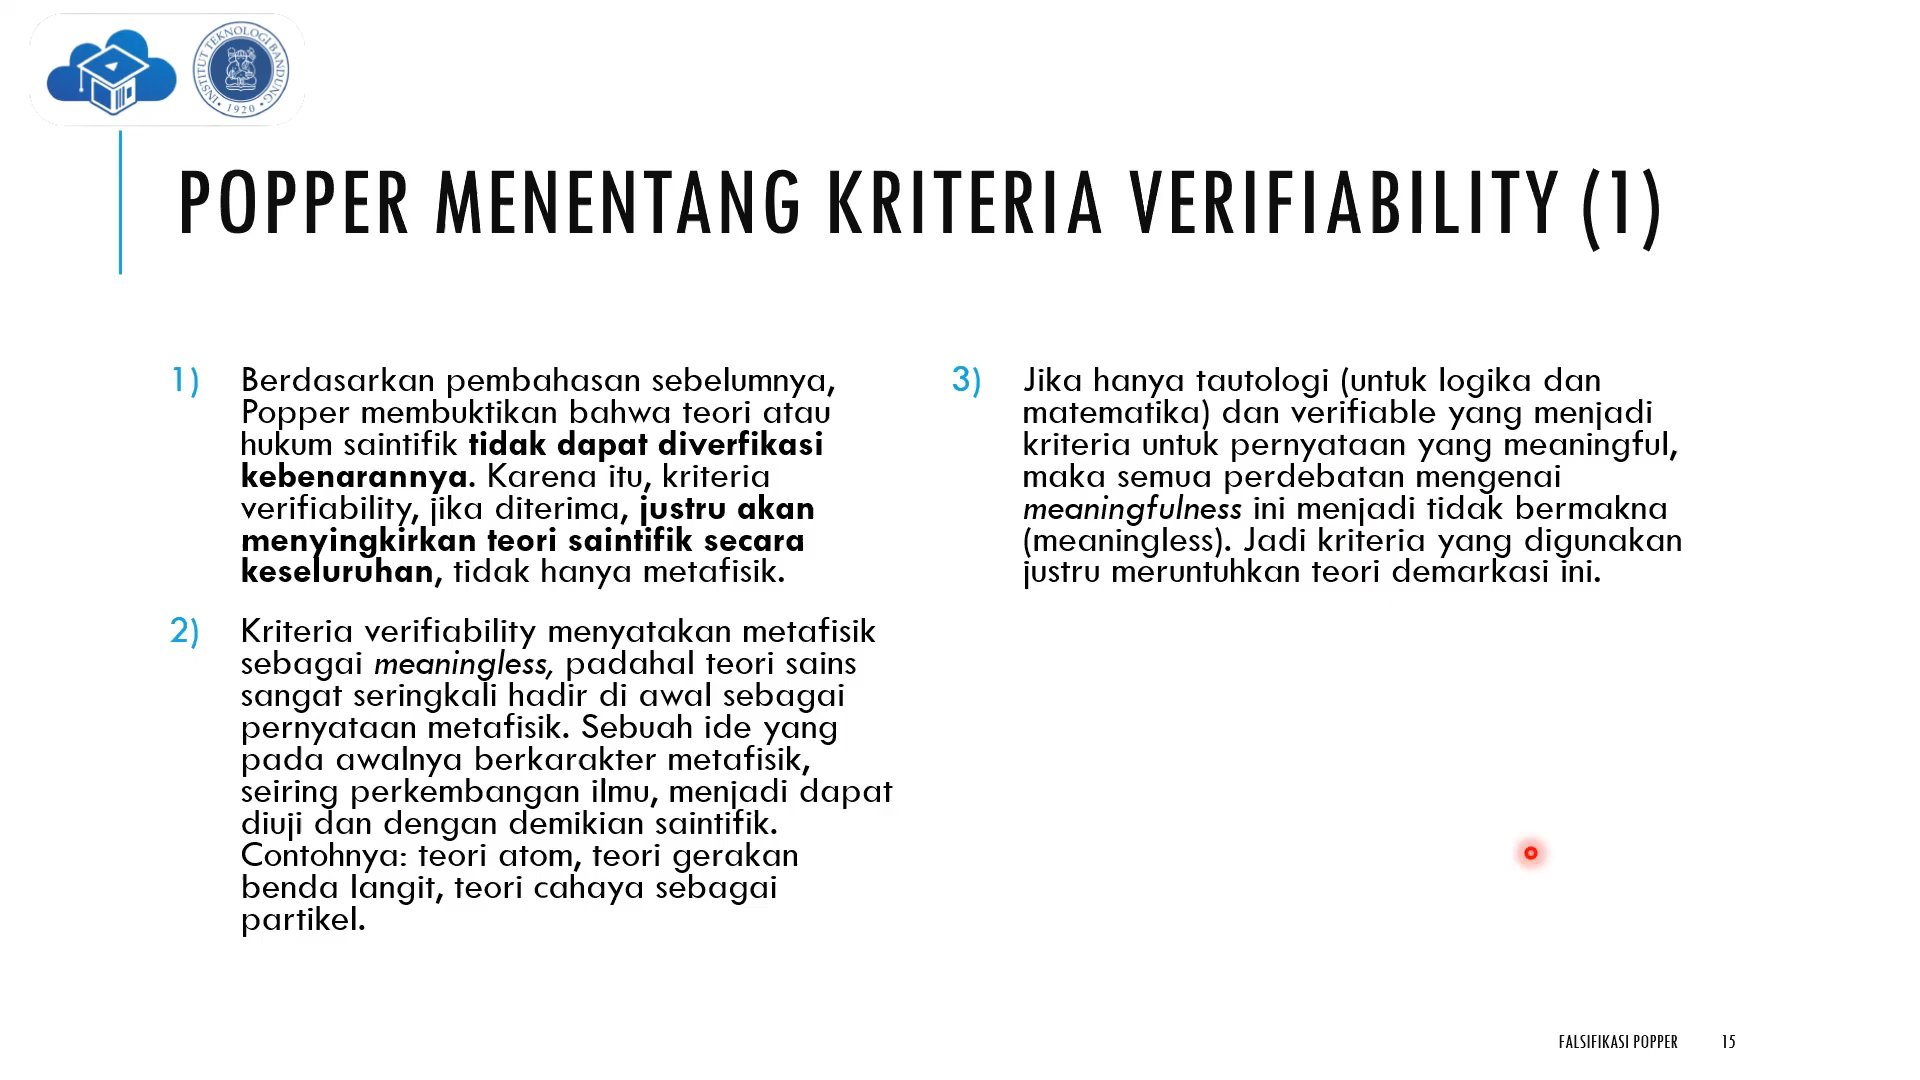 INSTITUT TEKNOLOGI BANDUNG
• 1920 •
POPPER MENENTANG KRITERIA VERIFIABILITY (1)
1) Berdasarkan pembahasan sebelumnya,
Popper membuktikan bahwa teori atau
hukum saintifik tidak dapat diverfikasi
kebenarannya. Karena itu, kriteria
verifiability, jika diterima, justru akan
menyingkirkan teori saintifik secara
keseluruhan, tidak hanya metafisik.
2) Kriteria verifiability menyatakan metafisik
sebagai meaningless, padahal teori sains
sangat seringkali hadir di awal sebagai
pernyataan metafisik. Sebuah ide yang
pada awalnya berkarakter metafisik,
seiring perkembangan ilmu, menjadi dapat
diuji dan dengan demikian saintifik.
Contohnya: teori atom, teori gerakan
benda langit, teori cahaya sebagai
partikel.
3) Jika hanya tautologi (untuk logika dan
matematika) dan verifiable yang menjadi
kriteria untuk pernyataan yang meaningful,
maka semua perdebatan mengenai
meaningfulness ini menjadi tidak bermakna
(meaningless). Jadi kriteria yang digunakan
justru meruntuhkan teori demarkasi ini.
FALSIFIKASI POPPER 15